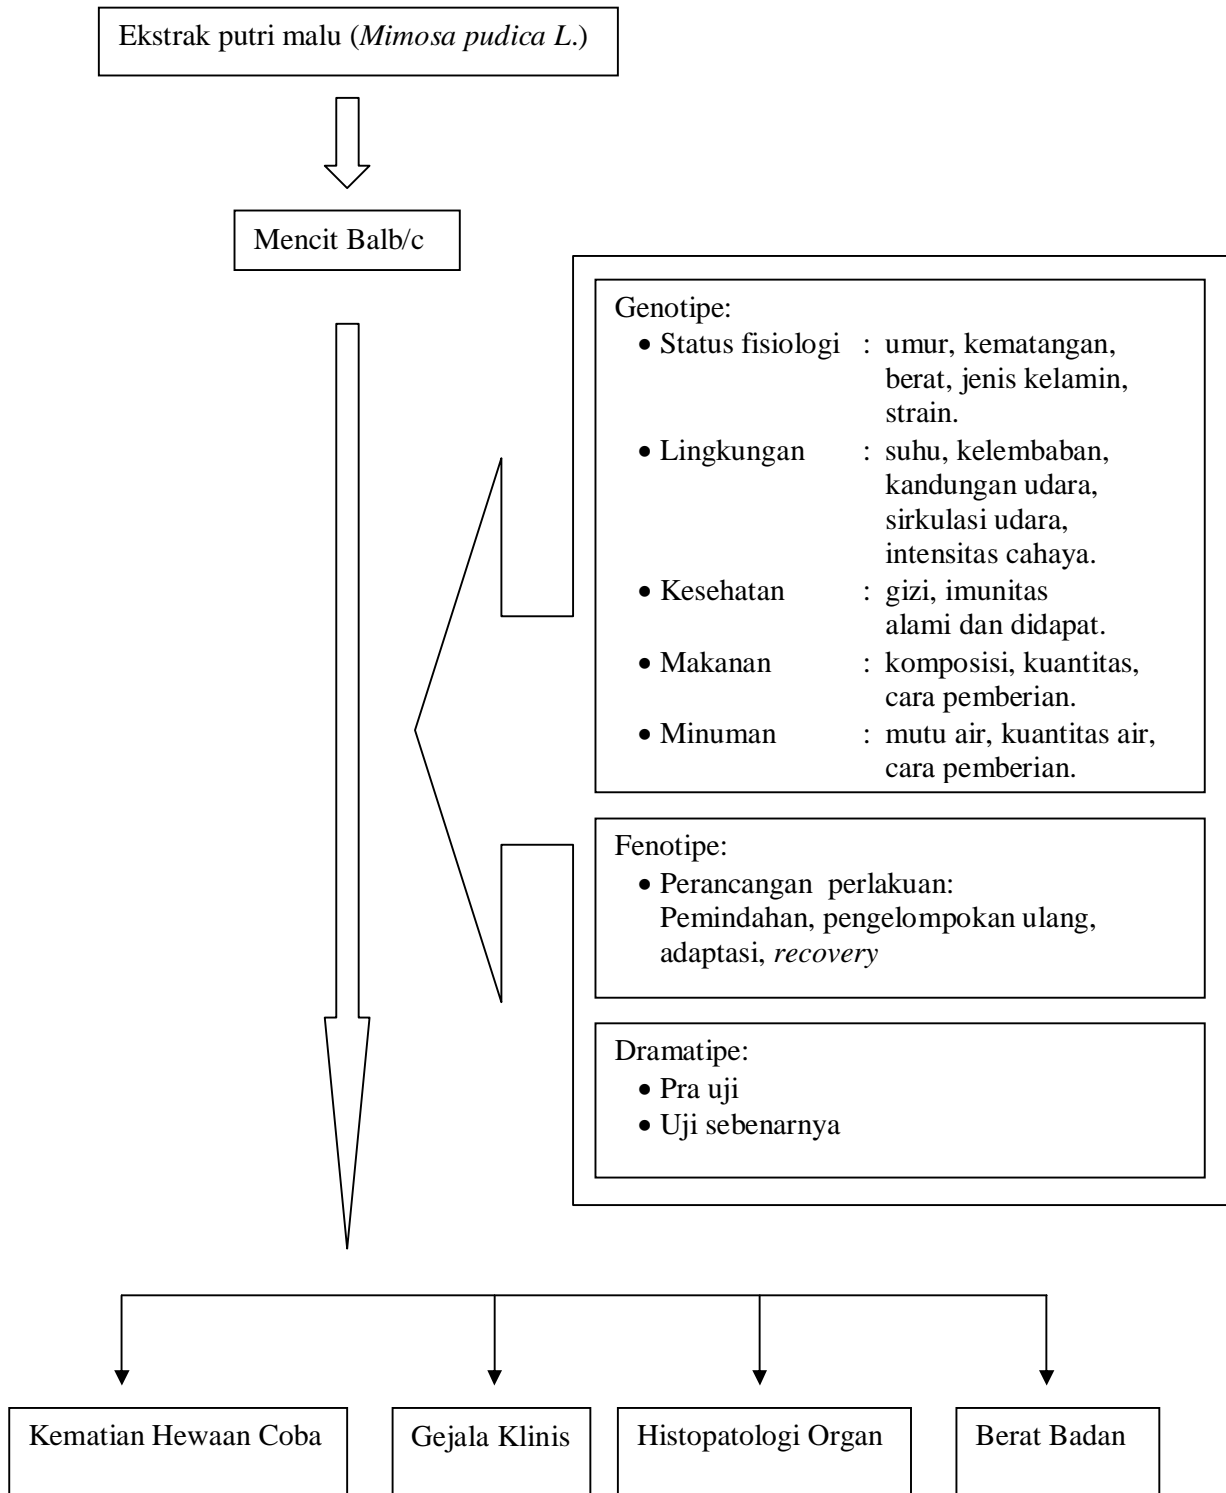 Ekstrak putri malu (Mimosa pudica L.)
Mencit Balb/c
Genotipe:
• Status fisiologi : umur, kematangan,
berat, jenis kelamin,
strain.
• Lingkungan : suhu, kelembaban,
kandungan udara,
sirkulasi udara,
intensitas cahaya.
• Kesehatan : gizi, imunitas
alami dan didapat.
• Makanan : komposisi, kuantitas,
cara pemberian.
• Minuman : mutu air, kuantitas air,
cara pemberian.
Fenotipe:
• Perancangan perlakuan:
Pemindahan, pengelompokan ulang,
adaptasi, recovery
Dramatipe:
• Pra uji
• Uji sebenarnya
Kematian Hewaan Coba
Gejala Klinis
Histopatologi Organ
Berat Badan